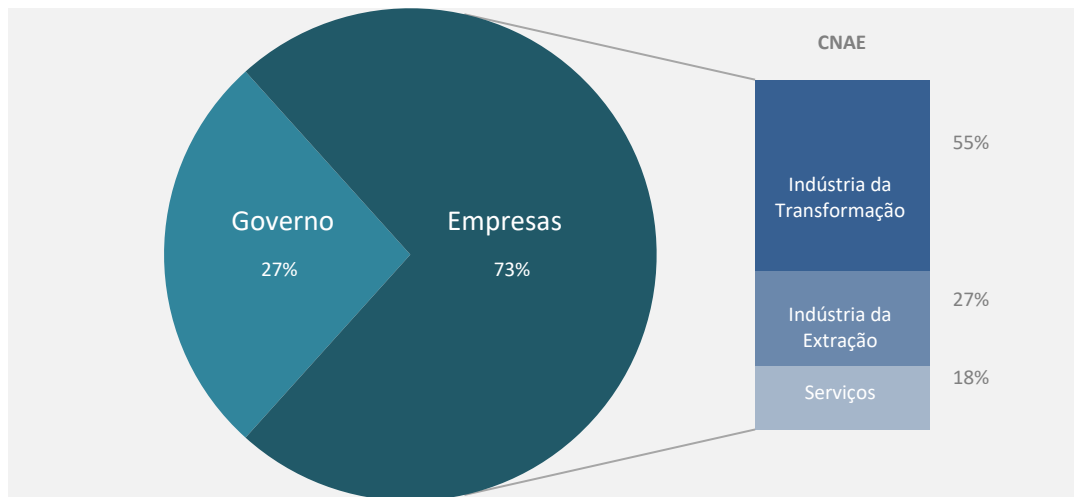 CNAE
55%
Indústria da
Transformação
Governo
27%
Empresas
73%
27%
Indústria da
Extração
18%
Serviços